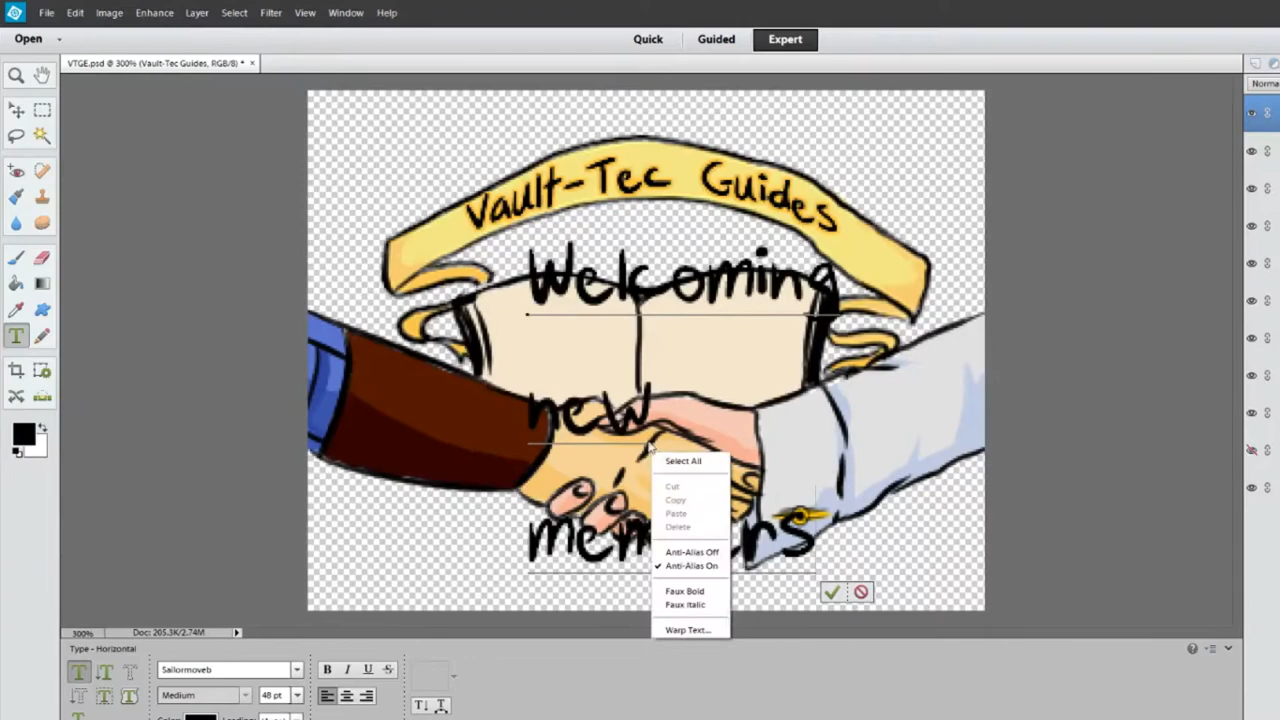 File Edit Image Enhance Layer Select Filter View Window Help
Open Quick Guided Expert
VTGE.psd @ 300% (Vault-Tec Guides, RGB/8) * ×
Norma
Vault-Tec Guides
Welcoming
new
members
Select All
Cut
Copy
Paste
Delete
Anti-Alias Off
✓ Anti-Alias On
Faux Bold
Faux Italic
Warp Text...
300% Doc: 205.3K/2.74M
Type - Horizontal
Sailormoveb B I U S
Medium 48 pt